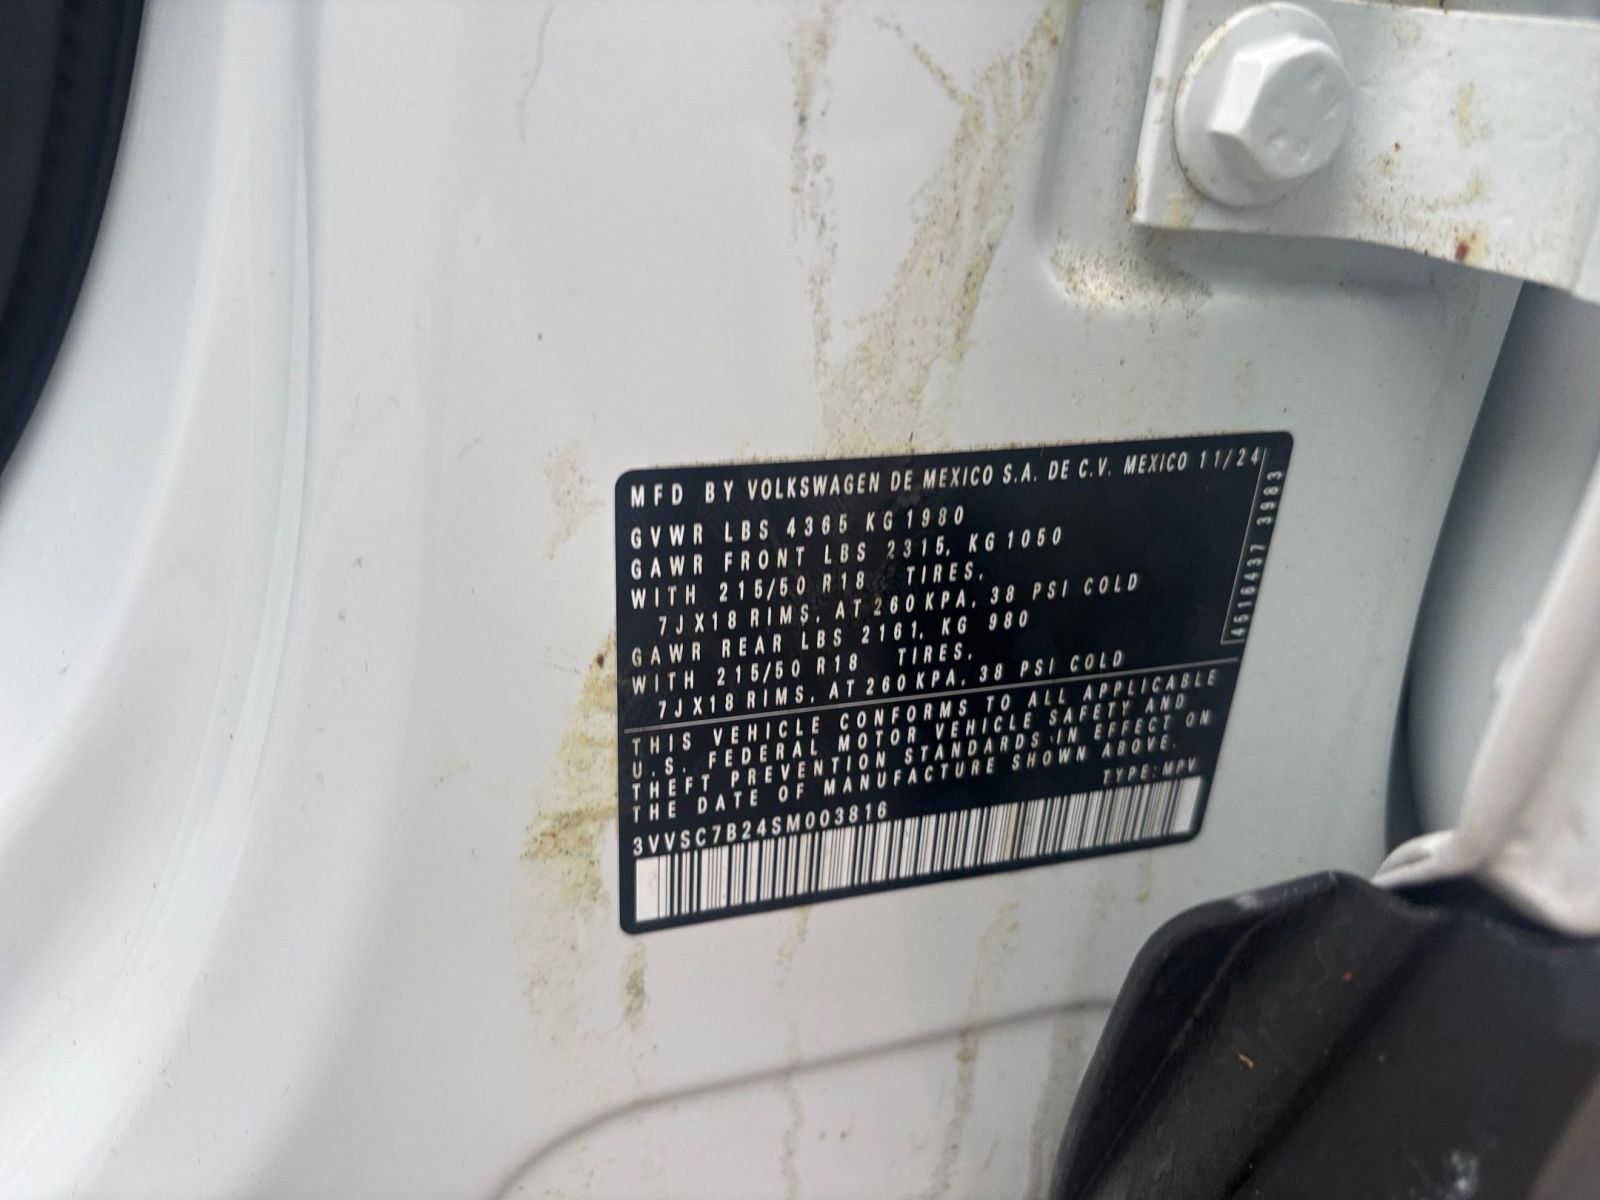 MFD BY VOLKSWAGEN DE MEXICO S.A. DE C.V. MEXICO 11/24
GVWR LBS 4365 KG 1980
GAWR FRONT LBS 2315, KG 1050
WITH 215/50 R18 TIRES,
7JX18 RIMS, AT 260 KPA, 38 PSI COLD
GAWR REAR LBS 2161, KG 980
WITH 215/50 R18 TIRES,
7JX18 RIMS, AT 260 KPA, 38 PSI COLD
THIS VEHICLE CONFORMS TO ALL APPLICABLE
U.S. FEDERAL MOTOR VEHICLE SAFETY AND
THEFT PREVENTION STANDARDS IN EFFECT ON
THE DATE OF MANUFACTURE SHOWN ABOVE.
TYPE: MPV
3VVSC7B24SM003816
4516437 3983